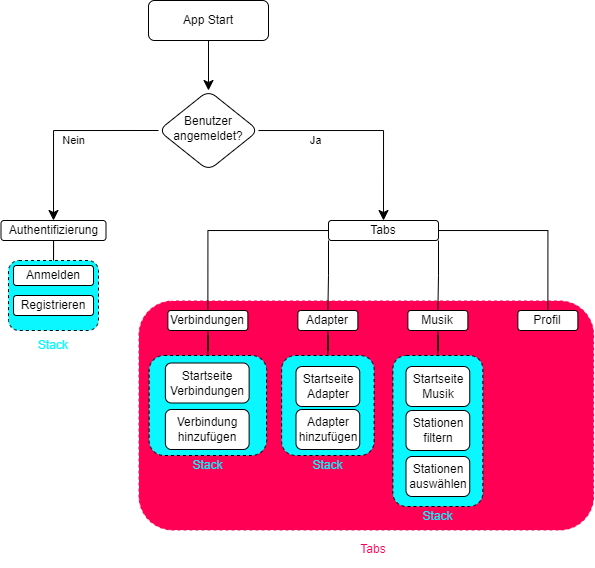 App Start
Benutzer
angemeldet?
Nein
Ja
Authentifizierung
Tabs
Anmelden
Registrieren
Stack
Verbindungen
Adapter
Musik
Profil
Startseite
Verbindungen
Verbindung
hinzufügen
Stack
Startseite
Adapter
Adapter
hinzufügen
Stack
Startseite
Musik
Stationen
filtern
Stationen
auswählen
Stack
Tabs